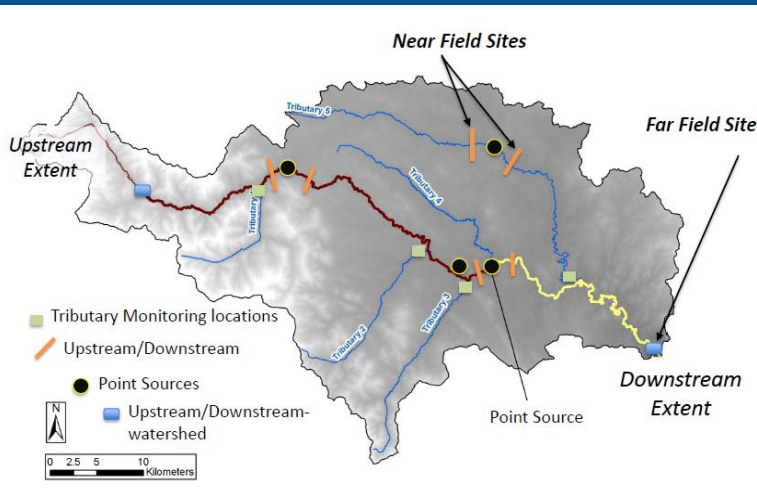 Near Field Sites
Far Field Site
Tributary 5
Upstream
Extent
Tributary 4
Tributary
Tributary Monitoring locations
Tributary 3
Upstream/Downstream
Tributary 2
Point Sources
Downstream
Extent
Point Source
Upstream/Downstream-
watershed
N
0 2.5 5 10
Kilometers